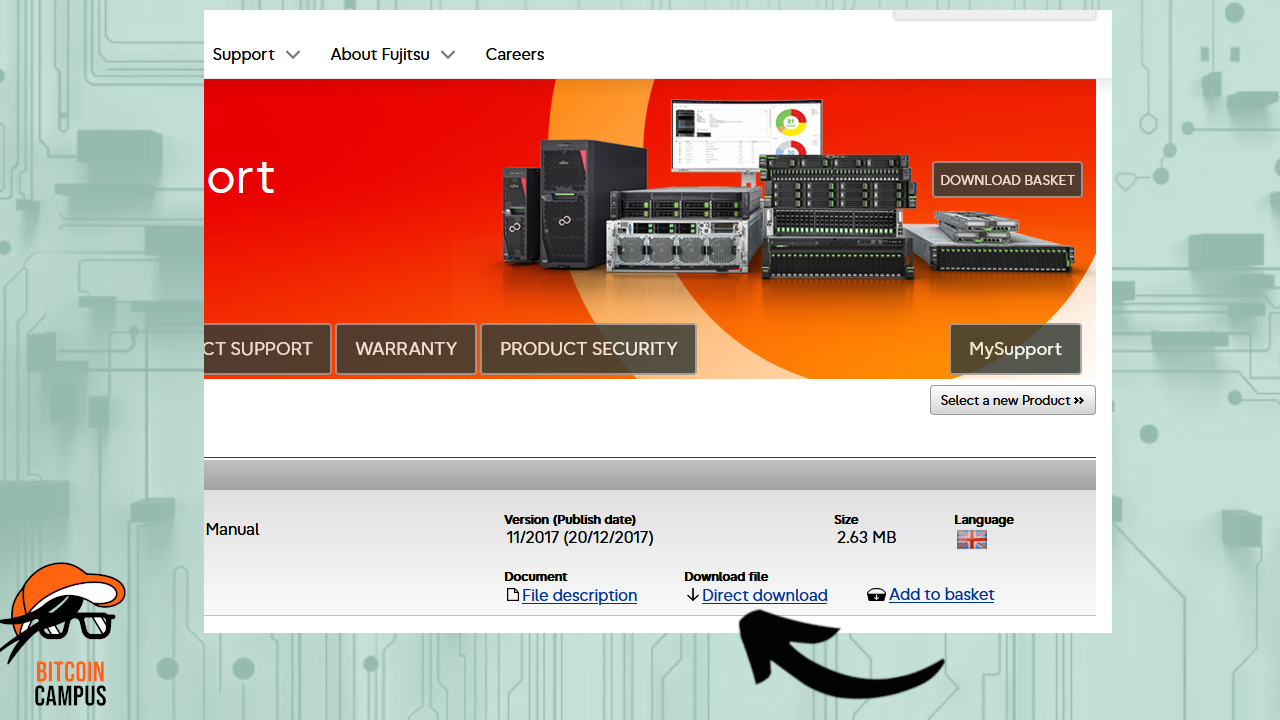 Support
About Fujitsu
Careers
ort
DOWNLOAD BASKET
CT SUPPORT
WARRANTY
PRODUCT SECURITY
MySupport
Select a new Product
Manual
Version (Publish date)
11/2017 (20/12/2017)
Size
2.63 MB
Language
Document
File description
Download file
Direct download
Add to basket
BITCOIN
CAMPUS